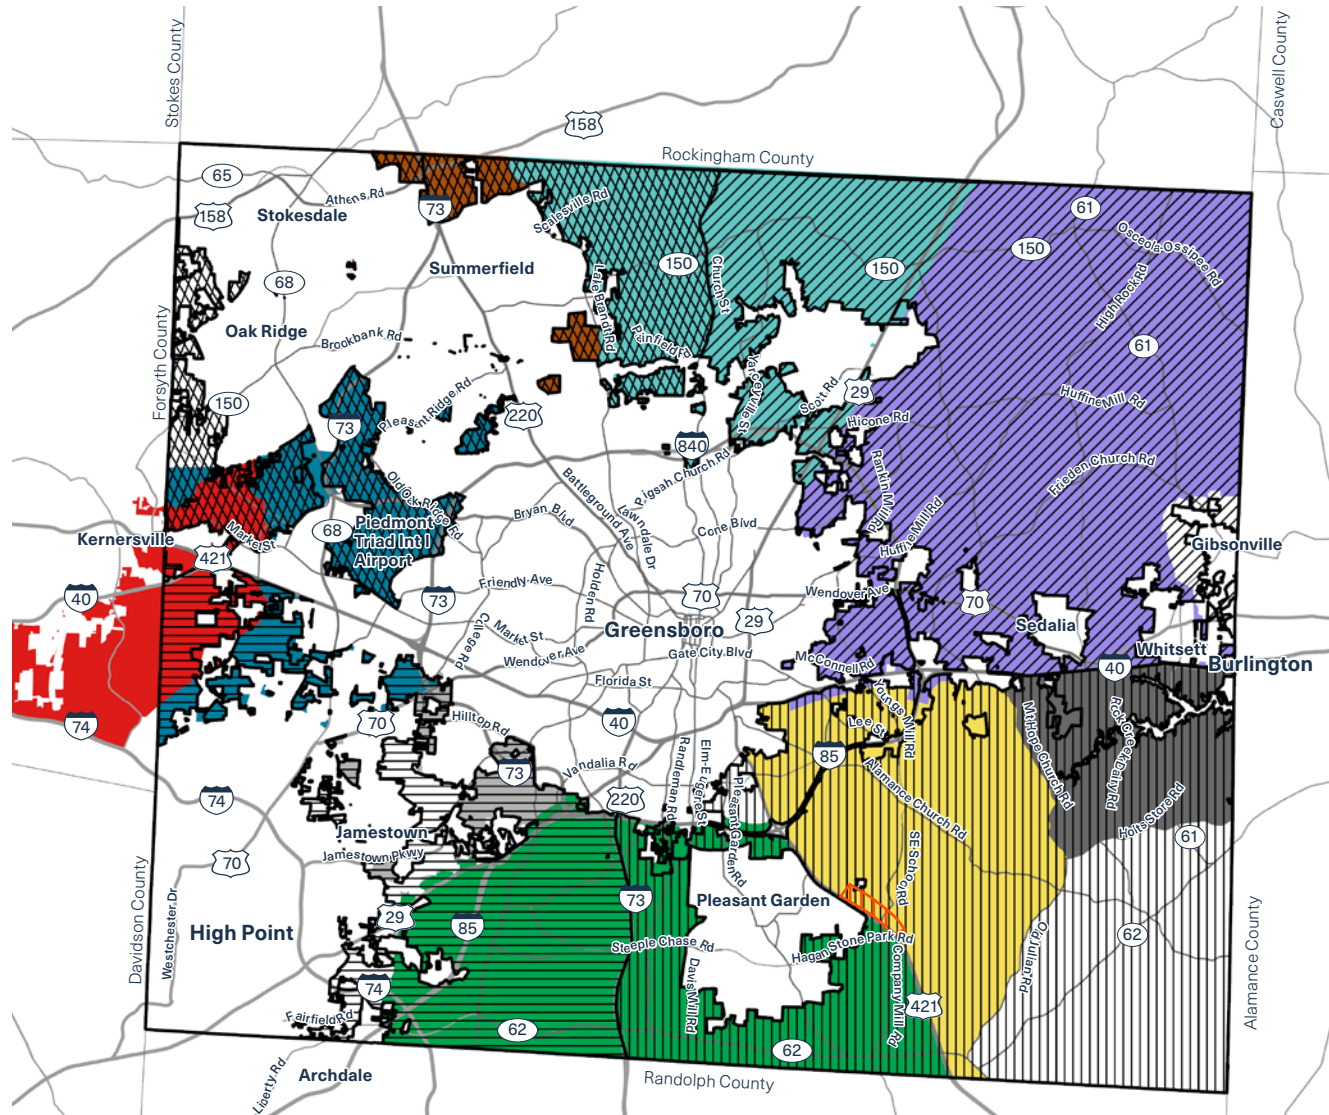 Stokes County
Caswell County
158
Rockingham County
65
Athens Rd
158
Stokesdale
73
Scalesville Rd
61
Osceola Ossipee Rd
150
150
150
68
Summerfield
Lake Brandt Rd
Church St
High Rock Rd
Forsyth County
Oak Ridge
Brookbank Rd
Painfield Rd
61
Yanceyville St
Scott Rd
29
Huffine Mill Rd
150
Pleasant Ridge Rd
220
Hicone Rd
73
840
Rankin Mill Rd
Frieden Church Rd
Pigsah Church Rd
Battleground Ave
Lawndale Dr
Old Oak Ridge Rd
Bryan Blvd
Cone Blvd
Huffine Mill Rd
68
Piedmont
Triad Int l
Airport
Market St
Kernersville
421
Gibsonville
40
Friendly Ave
73
Holden Rd
70
Wendover Ave
70
29
College Rd
Market St
Greensboro
Sedalia
Wendover Ave
Gate City Blvd
McConnell Rd
Whitsett
40
Burlington
Florida St
Youngs Mill Rd
74
70
Hilltop Rd
40
Lee St
Mt Hope Church Rd
Rock Creek Dairy Rd
85
Randleman Rd
Elm-Eugene St
Vandalia Rd
73
Pleasant Garden Rd
Alamance Church Rd
74
220
Holts Store Rd
61
Jamestown
Jamestown Pkwy
70
SE School Rd
Davidson County
Westchester Dr
73
Pleasant Garden
29
High Point
85
62
Steeple Chase Rd
Hagan Stone Park Rd
Old Julian Rd
Alamance County
Davis Mill Rd
Company Mill Rd
74
421
Fairfield Rd
62
62
Archdale
Liberty Rd
Randolph County